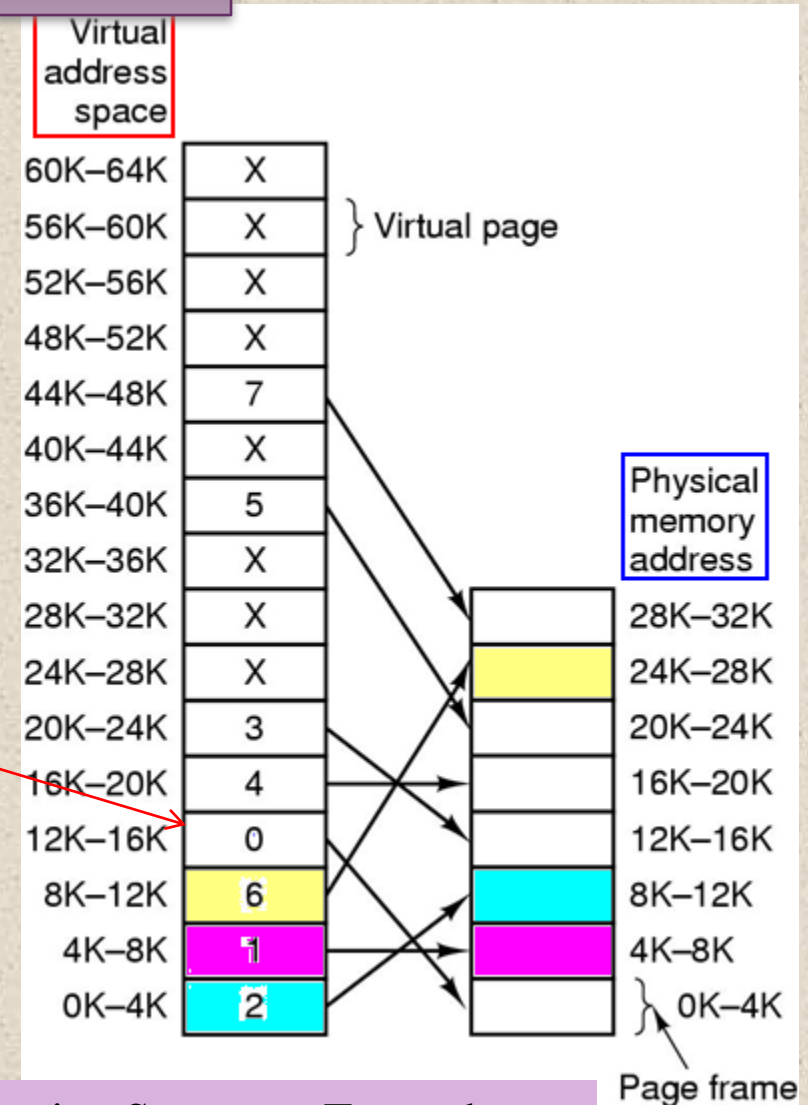 Virtual
address
space
60K–64K X
56K–60K X } Virtual page
52K–56K X
48K–52K X
44K–48K 7
40K–44K X
36K–40K 5
32K–36K X
28K–32K X
24K–28K X
20K–24K 3
16K–20K 4
12K–16K 0
8K–12K 6
4K–8K 1
0K–4K 2
Physical
memory
address
28K–32K
24K–28K
20K–24K
16K–20K
12K–16K
8K–12K
4K–8K
} 0K–4K
Page frame